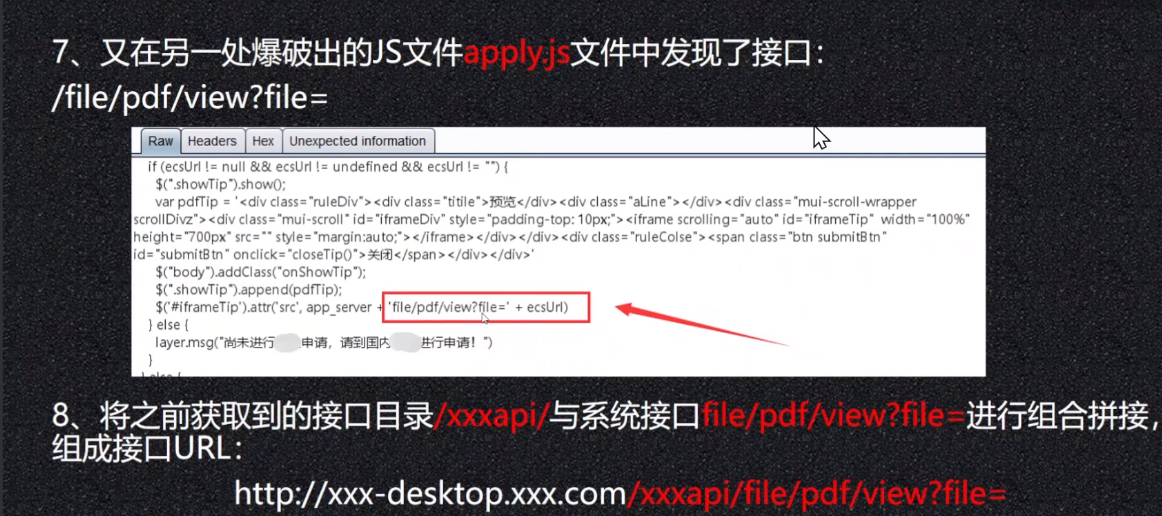 7、又在另一处爆破出的JS文件apply.js文件中发现了接口：
/file/pdf/view?file=
Raw Headers Hex Unexpected information
if (ecsUrl != null && ecsUrl != undefined && ecsUrl != "") {
$(".showTip").show();
var pdfTip = '<div class="ruleDiv"><div class="titile">预览</div><div class="aLine"></div><div class="mui-scroll-wrapper
scrollDivz"><div class="mui-scroll" id="iframeDiv" style="padding-top: 10px;"><iframe scrolling="auto" id="iframeTip" width="100%"
height="700px" src="" style="margin:auto;"></iframe></div></div><div class="ruleColse"><span class="btn submitBtn"
id="submitBtn" onclick="closeTip()">关闭</span></div></div>'
$("body").addClass("onShowTip");
$(".showTip").append(pdfTip);
$('#iframeTip').attr('src', app_server + 'file/pdf/view?file=' + ecsUrl)
} else {
layer.msg("尚未进行申请，请到国内进行申请！")
}
} else {
8、将之前获取到的接口目录/xxxapi/与系统接口file/pdf/view?file=进行组合拼接，
组成接口URL：
http://xxx-desktop.xxx.com/xxxapi/file/pdf/view?file=